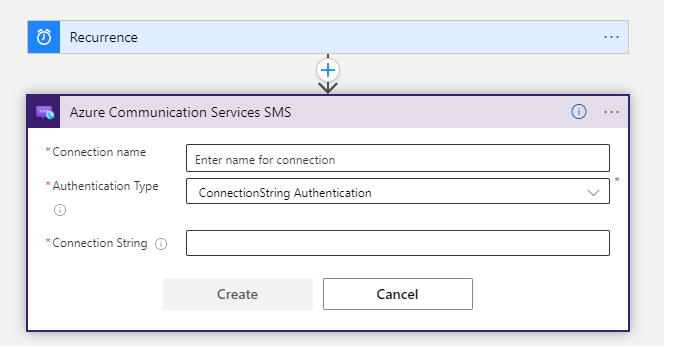 Recurrence
Azure Communication Services SMS
* Connection name
Enter name for connection
* Authentication Type
ConnectionString Authentication
*
* Connection String
Create
Cancel